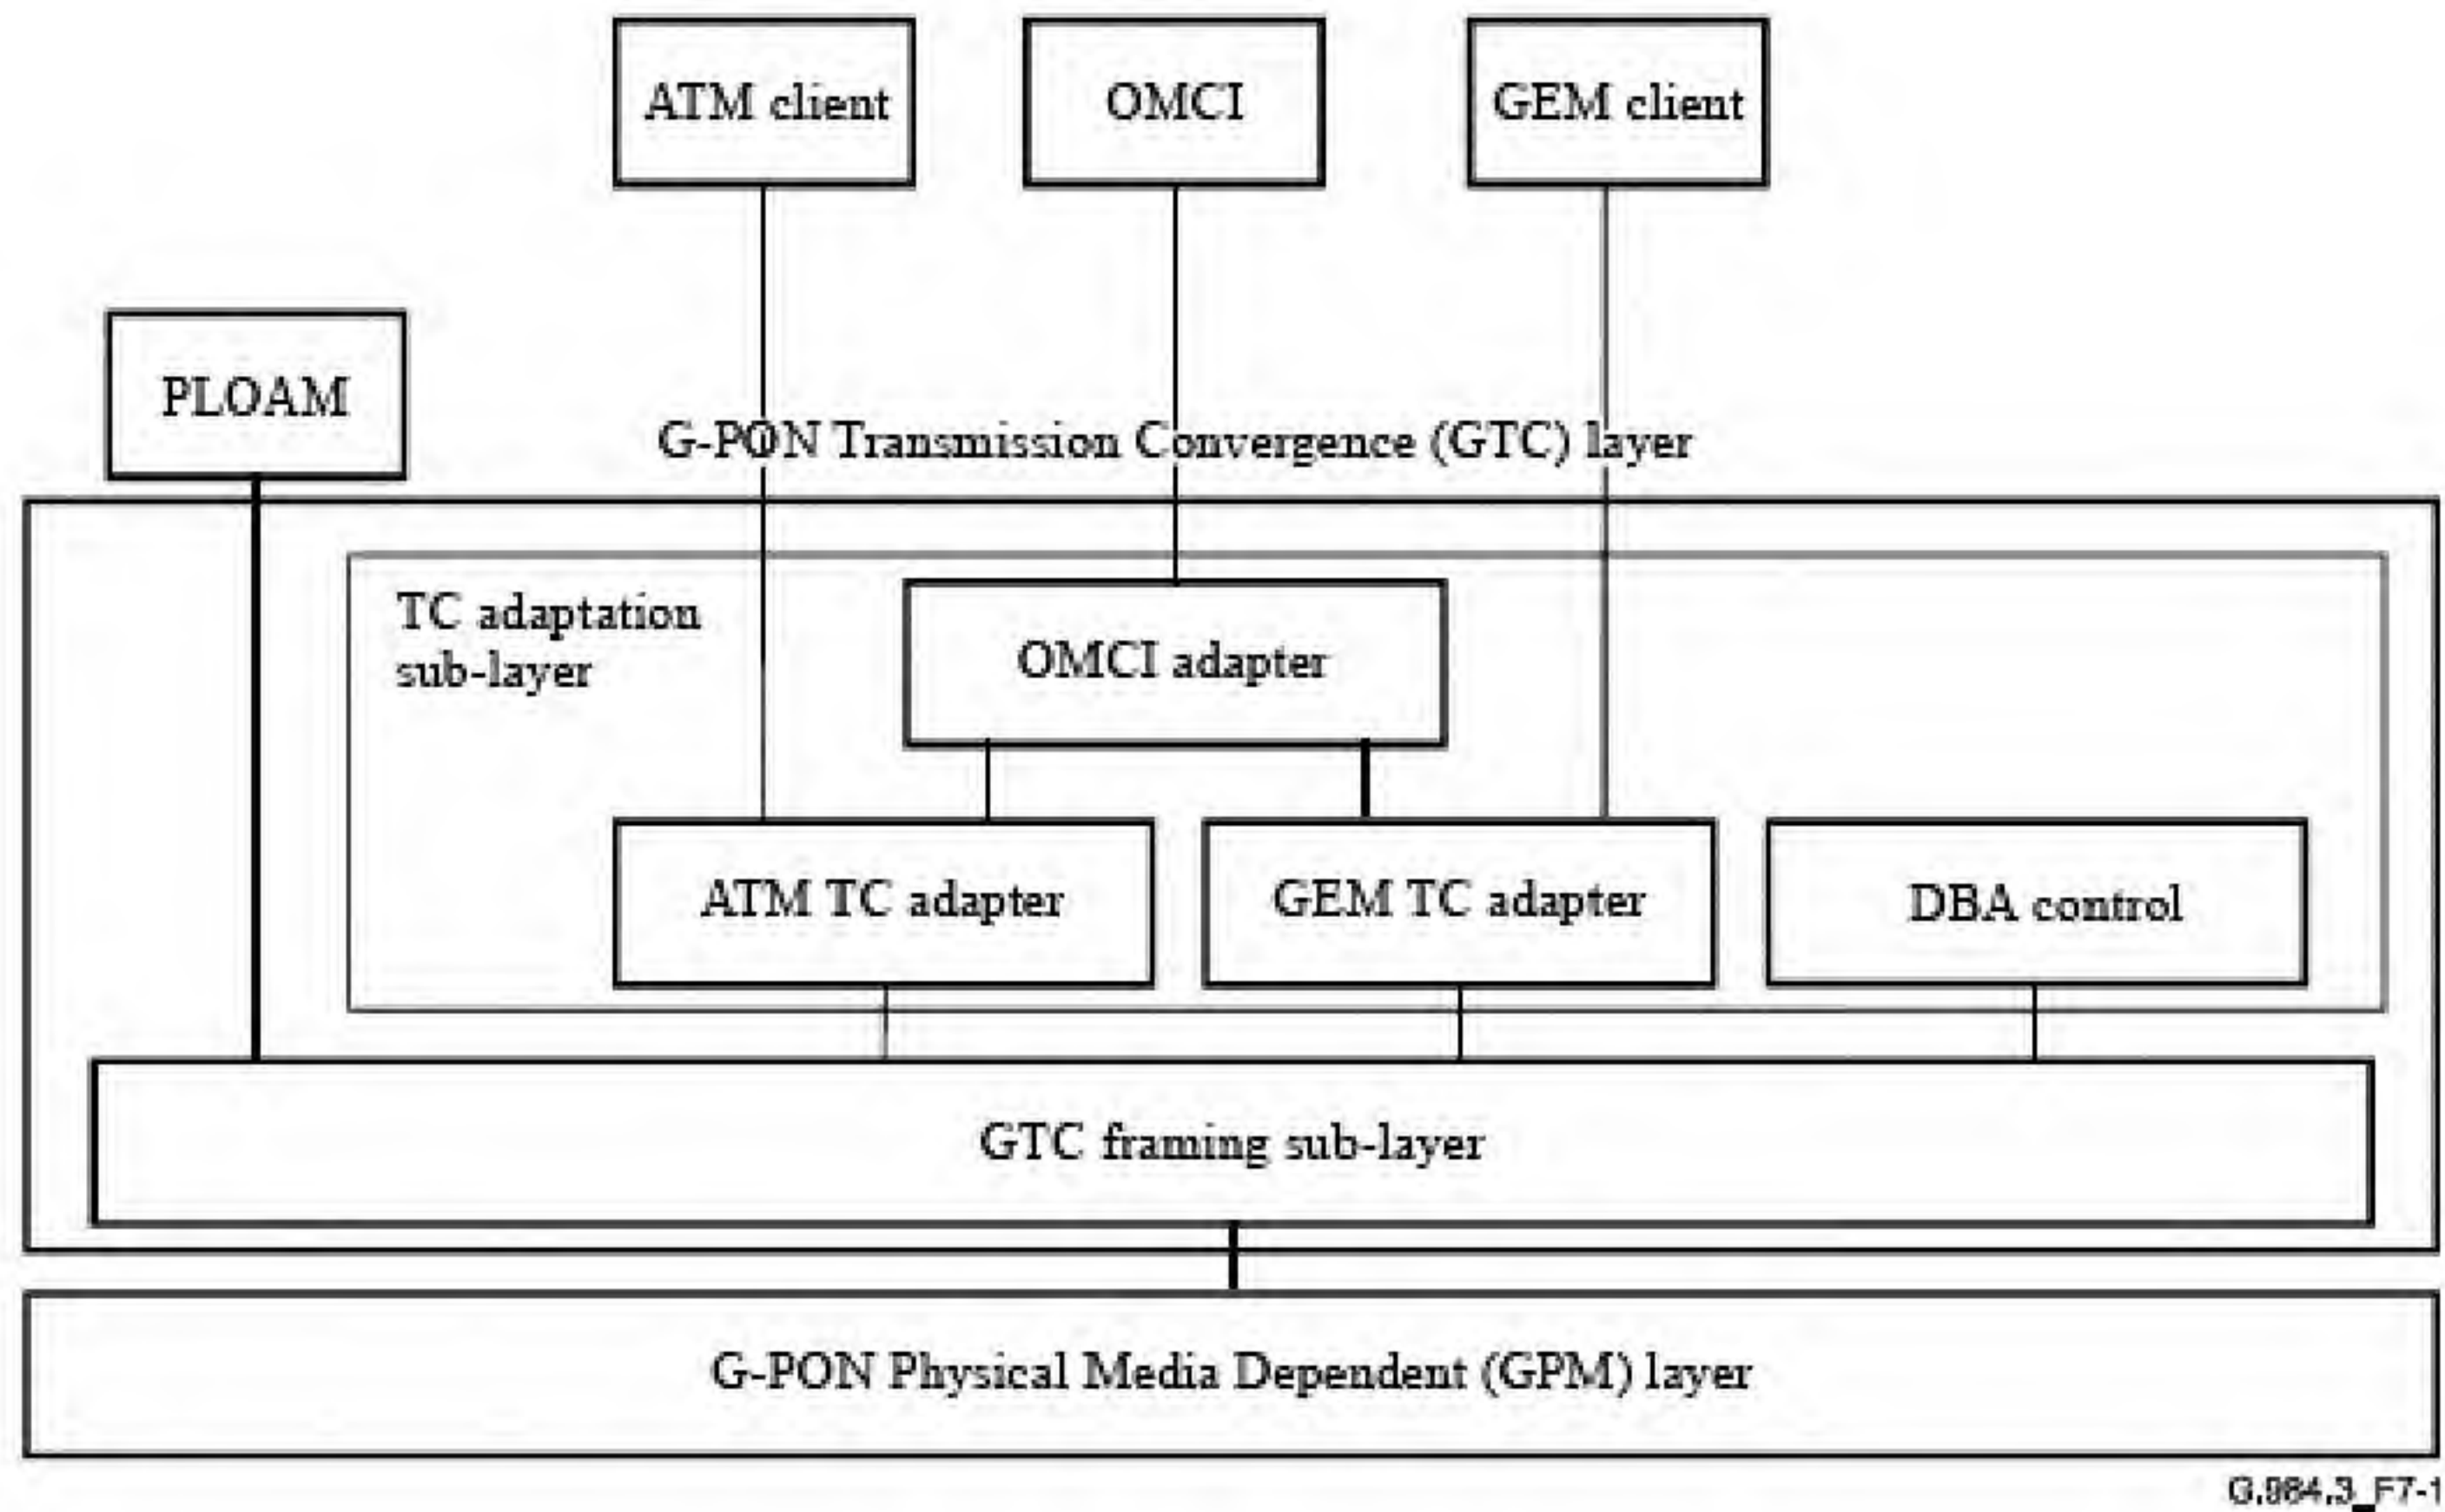 ATM client
OMCI
GEM client
PLOAM
G-PON Transmission Convergence (GTC) layer
TC adaptation
sub-layer
OMCI adapter
ATM TC adapter
GEM TC adapter
DBA control
GTC framing sub-layer
G-PON Physical Media Dependent (GPM) layer
G.984.3_F7-1